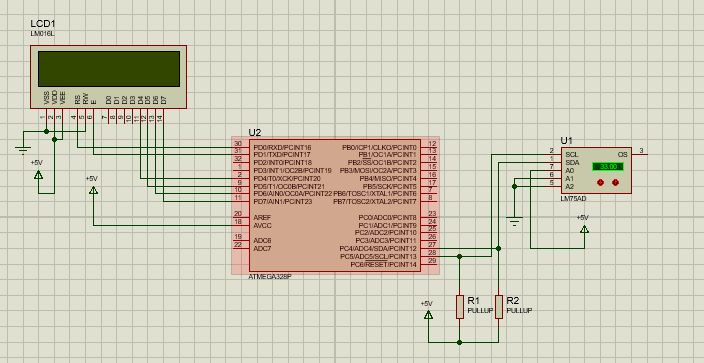 LCD1
LM016L
VSS
VDD
VEE
RS
RW
E
D0
D1
D2
D3
D4
D5
D6
D7
1
2
3
4
5
6
7
8
9
10
11
12
13
14
+5V
+5V
U2
30 PD0/RXD/PCINT16
31 PD1/TXD/PCINT17
32 PD2/INT0/PCINT18
1 PD3/INT1/OC2B/PCINT19
2 PD4/T0/XCK/PCINT20
9 PD5/T1/OC0B/PCINT21
10 PD6/AIN0/OC0A/PCINT22
11 PD7/AIN1/PCINT23
20 AREF
18 AVCC
19 ADC6
22 ADC7
PB0/ICP1/CLKO/PCINT0 12
PB1/OC1A/PCINT1 13
PB2/SS/OC1B/PCINT2 14
PB3/MOSI/OC2A/PCINT3 15
PB4/MISO/PCINT4 16
PB5/SCK/PCINT5 17
PB6/TOSC1/XTAL1/PCINT6 7
PB7/TOSC2/XTAL2/PCINT7 8
PC0/ADC0/PCINT8 23
PC1/ADC1/PCINT9 24
PC2/ADC2/PCINT10 25
PC3/ADC3/PCINT11 26
PC4/ADC4/SDA/PCINT12 27
PC5/ADC5/SCL/PCINT13 28
PC6/RESET/PCINT14 29
ATMEGA328P
U1
2 SCL
1 SDA
7 A0
6 A1
5 A2
OS 3
LM75AD
+5V
+5V
R1
PULLUP
R2
PULLUP